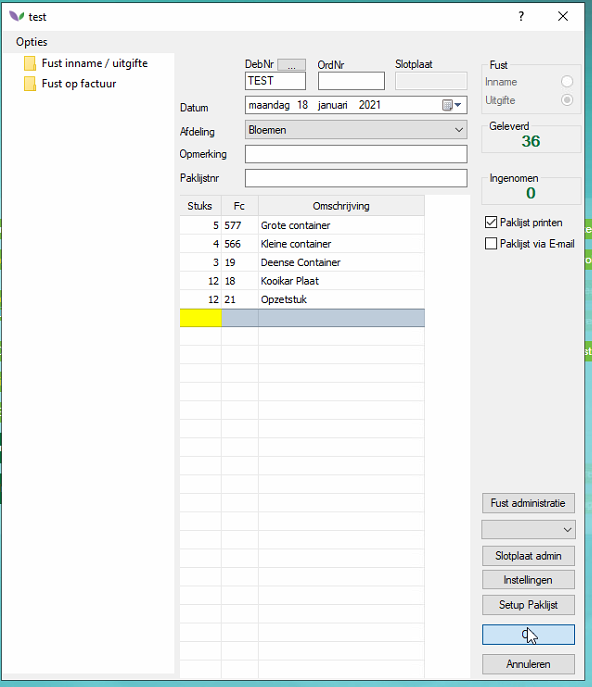 test
?
Opties
Fust inname / uitgifte
Fust op factuur
DebNr ... OrdNr Slotplaat
TEST
Datum maandag 18 januari 2021
Afdeling Bloemen
Opmerking
Paklijstnr
Stuks Fc Omschrijving
5 577 Grote container
4 566 Kleine container
3 19 Deense Container
12 18 Kooikar Plaat
12 21 Opzetstuk
Fust
Inname
Uitgifte
Geleverd
36
Ingenomen
0
Paklijst printen
Paklijst via E-mail
Fust administratie
Slotplaat admin
Instellingen
Setup Paklijst
Annuleren